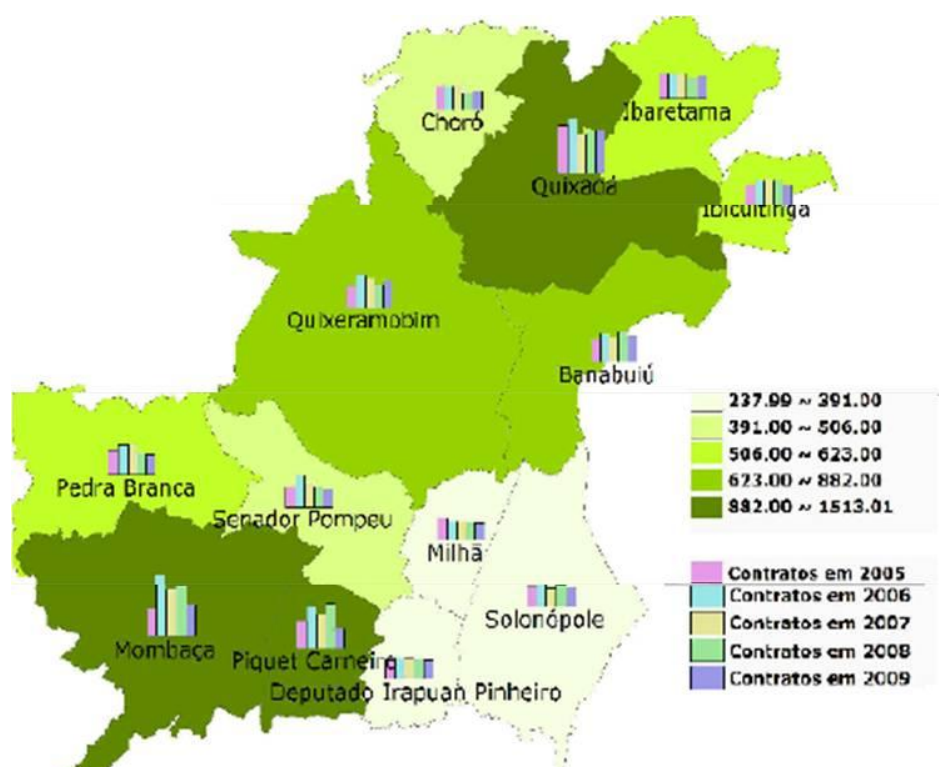 Choró
Ibaretama
Quixadá
Ibicuitinga
Quixeramobim
Banabuiú
237.99 ~ 391.00
391.00 ~ 506.00
506.00 ~ 623.00
623.00 ~ 882.00
882.00 ~ 1513.01
Pedra Branca
Senador Pompeu
Milhã
Contratos em 2005
Contratos em 2006
Contratos em 2007
Contratos em 2008
Contratos em 2009
Solonópole
Mombaça
Piquet Carneiro
Deputado Irapuan Pinheiro